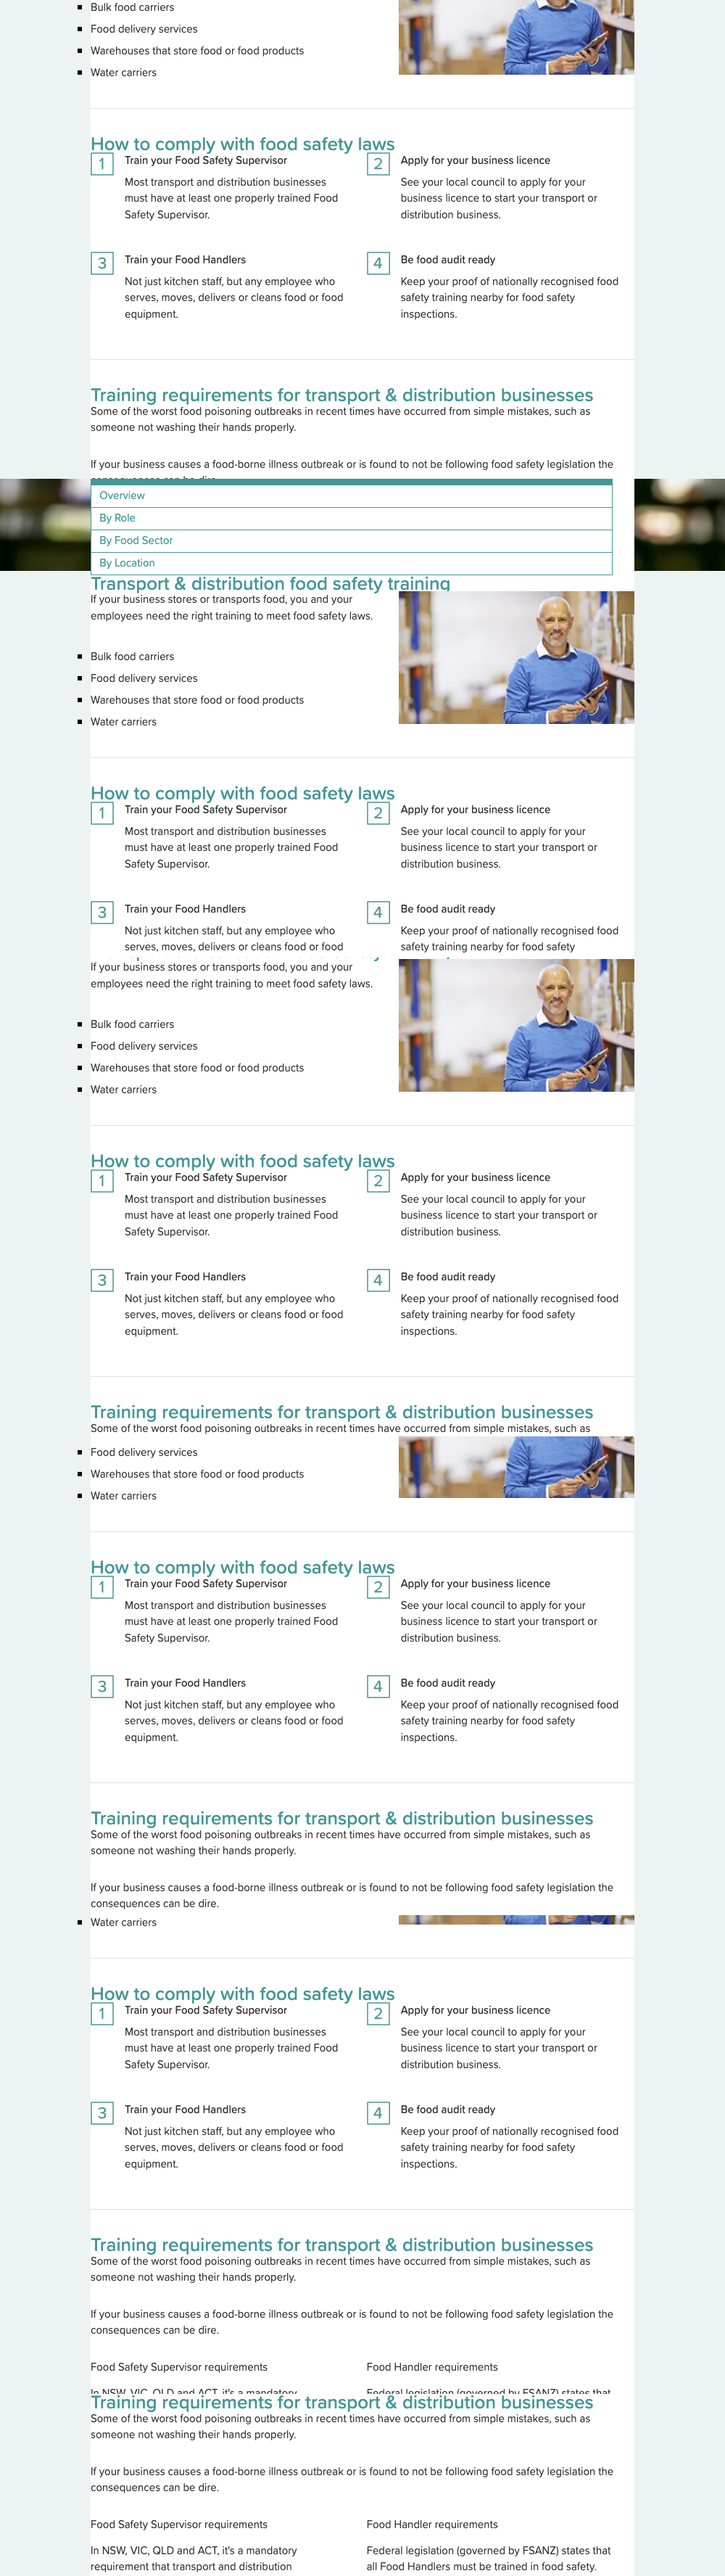 Bulk food carriers
Food delivery services
Warehouses that store food or food products
Water carriers
How to comply with food safety laws
1
Train your Food Safety Supervisor
Most transport and distribution businesses
must have at least one properly trained Food
Safety Supervisor.
2
Apply for your business licence
See your local council to apply for your
business licence to start your transport or
distribution business.
3
Train your Food Handlers
Not just kitchen staff, but any employee who
serves, moves, delivers or cleans food or food
equipment.
4
Be food audit ready
Keep your proof of nationally recognised food
safety training nearby for food safety
inspections.
Training requirements for transport & distribution businesses
Some of the worst food poisoning outbreaks in recent times have occurred from simple mistakes, such as
someone not washing their hands properly.
If your business causes a food-borne illness outbreak or is found to not be following food safety legislation the
Overview
By Role
By Food Sector
By Location
Transport & distribution food safety training
If your business stores or transports food, you and your
employees need the right training to meet food safety laws.
Bulk food carriers
Food delivery services
Warehouses that store food or food products
Water carriers
How to comply with food safety laws
1
Train your Food Safety Supervisor
Most transport and distribution businesses
must have at least one properly trained Food
Safety Supervisor.
2
Apply for your business licence
See your local council to apply for your
business licence to start your transport or
distribution business.
3
Train your Food Handlers
Not just kitchen staff, but any employee who
serves, moves, delivers or cleans food or food
4
Be food audit ready
Keep your proof of nationally recognised food
safety training nearby for food safety
If your business stores or transports food, you and your
employees need the right training to meet food safety laws.
Bulk food carriers
Food delivery services
Warehouses that store food or food products
Water carriers
How to comply with food safety laws
1
Train your Food Safety Supervisor
Most transport and distribution businesses
must have at least one properly trained Food
Safety Supervisor.
2
Apply for your business licence
See your local council to apply for your
business licence to start your transport or
distribution business.
3
Train your Food Handlers
Not just kitchen staff, but any employee who
serves, moves, delivers or cleans food or food
equipment.
4
Be food audit ready
Keep your proof of nationally recognised food
safety training nearby for food safety
inspections.
Training requirements for transport & distribution businesses
Some of the worst food poisoning outbreaks in recent times have occurred from simple mistakes, such as
Food delivery services
Warehouses that store food or food products
Water carriers
How to comply with food safety laws
1
Train your Food Safety Supervisor
Most transport and distribution businesses
must have at least one properly trained Food
Safety Supervisor.
2
Apply for your business licence
See your local council to apply for your
business licence to start your transport or
distribution business.
3
Train your Food Handlers
Not just kitchen staff, but any employee who
serves, moves, delivers or cleans food or food
equipment.
4
Be food audit ready
Keep your proof of nationally recognised food
safety training nearby for food safety
inspections.
Training requirements for transport & distribution businesses
Some of the worst food poisoning outbreaks in recent times have occurred from simple mistakes, such as
someone not washing their hands properly.
If your business causes a food-borne illness outbreak or is found to not be following food safety legislation the
consequences can be dire.
Water carriers
How to comply with food safety laws
1
Train your Food Safety Supervisor
Most transport and distribution businesses
must have at least one properly trained Food
Safety Supervisor.
2
Apply for your business licence
See your local council to apply for your
business licence to start your transport or
distribution business.
3
Train your Food Handlers
Not just kitchen staff, but any employee who
serves, moves, delivers or cleans food or food
equipment.
4
Be food audit ready
Keep your proof of nationally recognised food
safety training nearby for food safety
inspections.
Training requirements for transport & distribution businesses
Some of the worst food poisoning outbreaks in recent times have occurred from simple mistakes, such as
someone not washing their hands properly.
If your business causes a food-borne illness outbreak or is found to not be following food safety legislation the
consequences can be dire.
Food Safety Supervisor requirements
Food Handler requirements
In NSW, VIC, QLD and ACT, it's a mandatory
Federal legislation (governed by FSANZ) states that
Training requirements for transport & distribution businesses
Some of the worst food poisoning outbreaks in recent times have occurred from simple mistakes, such as
someone not washing their hands properly.
If your business causes a food-borne illness outbreak or is found to not be following food safety legislation the
consequences can be dire.
Food Safety Supervisor requirements
In NSW, VIC, QLD and ACT, it's a mandatory
requirement that transport and distribution
Food Handler requirements
Federal legislation (governed by FSANZ) states that
all Food Handlers must be trained in food safety.